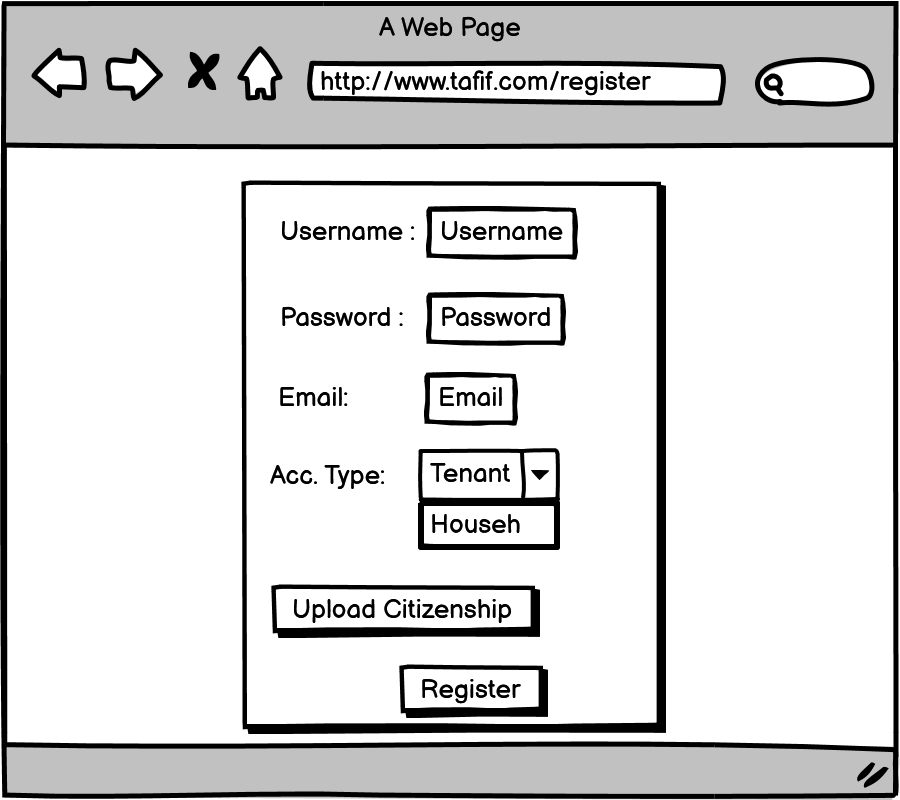 A Web Page
http://www.tafif.com/register
Username : Username
Password : Password
Email: Email
Acc. Type: Tenant
Househ
Upload Citizenship
Register